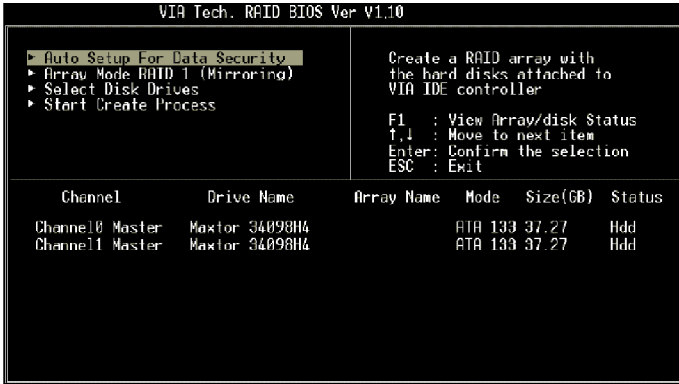 VIA Tech. RAID BIOS Ver V1.10
Auto Setup For Data Security
Array Mode RAID 1 (Mirroring)
Select Disk Drives
Start Create Process
Create a RAID array with
the hard disks attached to
VIA IDE controller
F1 : View Array/disk Status
↑,↓ : Move to next item
Enter: Confirm the selection
ESC : Exit
Channel Drive Name Array Name Mode Size(GB) Status
Channel0 Master Maxtor 34098H4 ATA 133 37.27 Hdd
Channel1 Master Maxtor 34098H4 ATA 133 37.27 Hdd